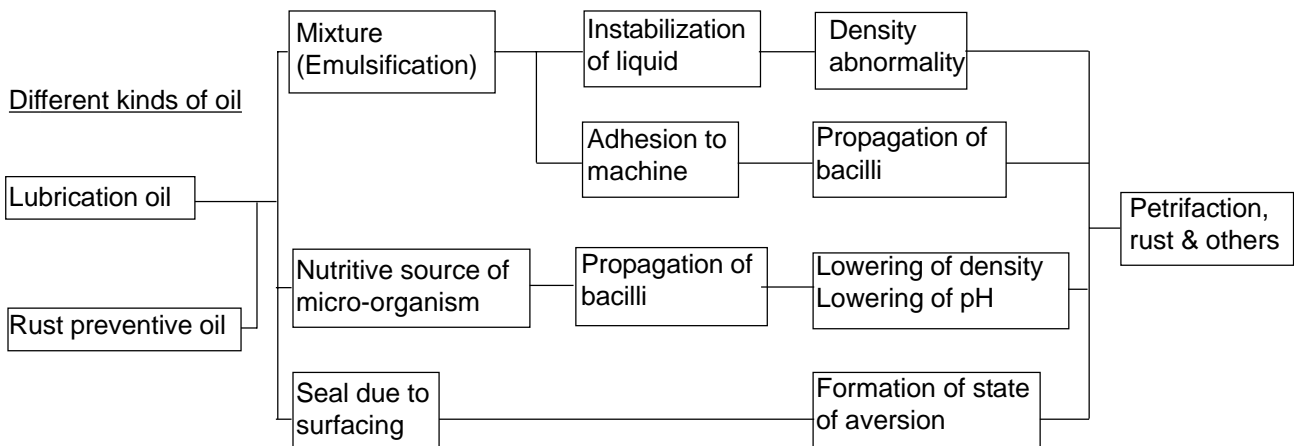 Different kinds of oil
Lubrication oil
Rust preventive oil
Mixture
(Emulsification)
Instabilization
of liquid
Density
abnormality
Adhesion to
machine
Propagation of
bacilli
Nutritive source of
micro-organism
Propagation of
bacilli
Lowering of density
Lowering of pH
Seal due to
surfacing
Formation of state
of aversion
Petrifaction,
rust & others